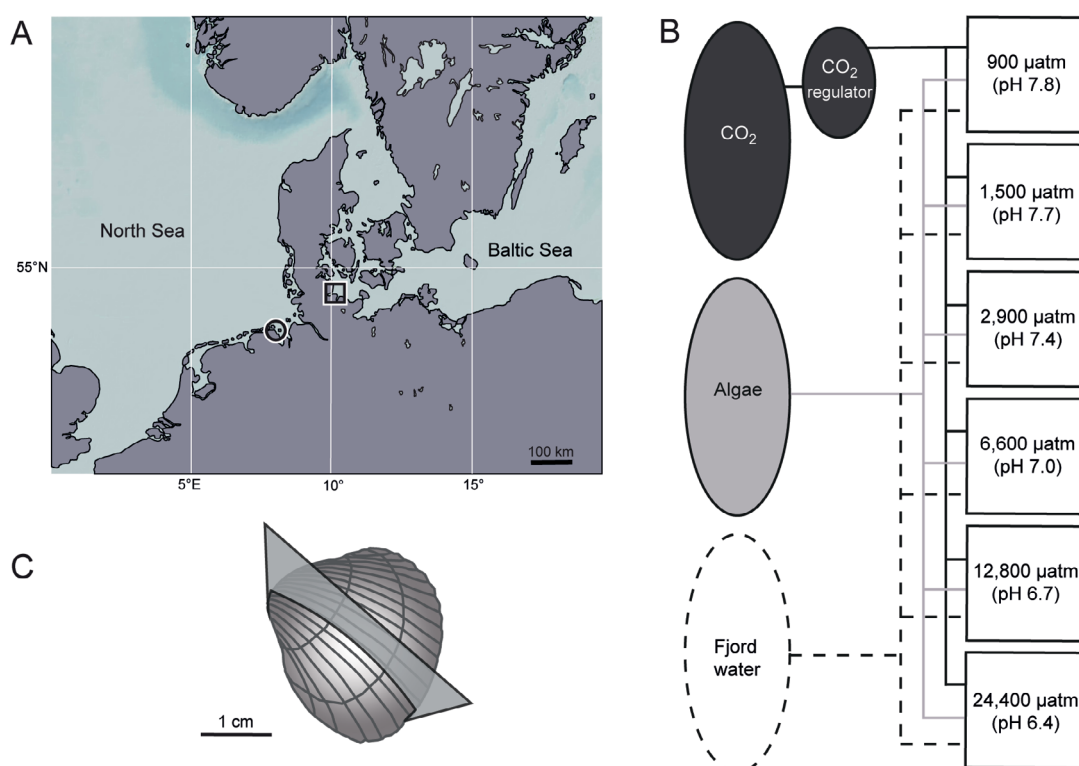 A
North Sea
Baltic Sea
55°N
100 km
5°E
10°
15°
B
CO₂
CO₂
regulator
Algae
Fjord
water
900 µatm
(pH 7.8)
1,500 µatm
(pH 7.7)
2,900 µatm
(pH 7.4)
6,600 µatm
(pH 7.0)
12,800 µatm
(pH 6.7)
24,400 µatm
(pH 6.4)
C
1 cm